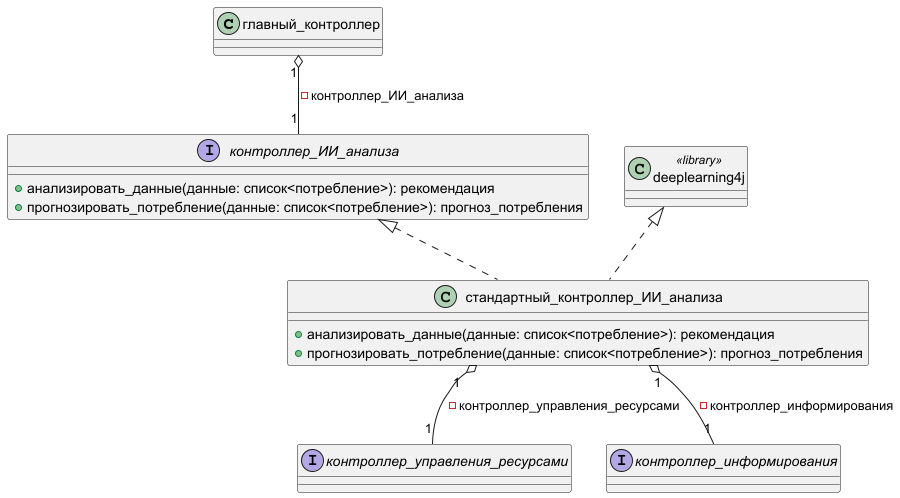 C главный_контроллер
1
контроллер_ИИ_анализа
1
I контроллер_ИИ_анализа
анализировать_данные(данные: список<потребление>): рекомендация
прогнозировать_потребление(данные: список<потребление>): прогноз_потребления
«library»
C deeplearning4j
C стандартный_контроллер_ИИ_анализа
анализировать_данные(данные: список<потребление>): рекомендация
прогнозировать_потребление(данные: список<потребление>): прогноз_потребления
1
1
контроллер_управления_ресурсами
контроллер_информирования
1
1
I контроллер_управления_ресурсами
I контроллер_информирования